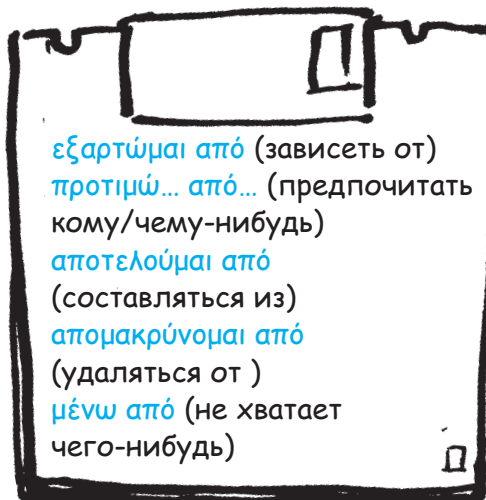 εξαρτώμαι από (зависеть от)
προτιμώ... από... (предпочитать
кому/чему-нибудь)
αποτελούμαι από
(составляться из)
απομακρύνομαι από
(удаляться от )
μένω από (не хватает
чего-нибудь)